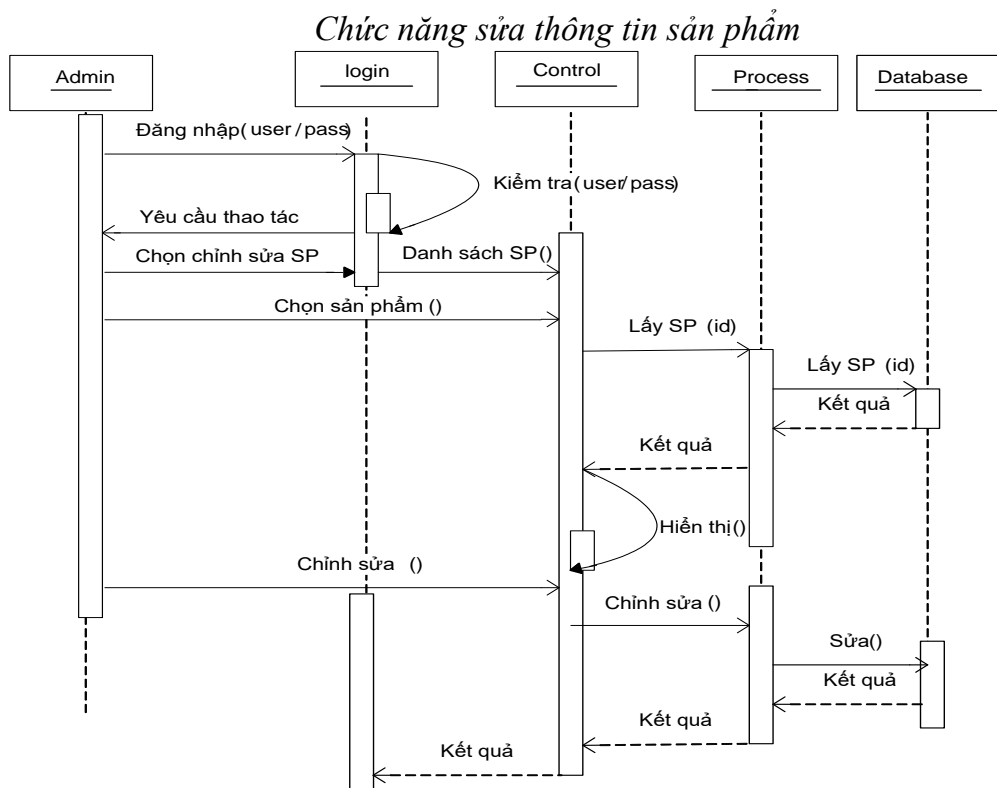 Chức năng sửa thông tin sản phẩm
Admin
login
Control
Process
Database
Đăng nhập(user/pass)
Kiểm tra(user/pass)
Yêu cầu thao tác
Chọn chỉnh sửa SP
Danh sách SP()
Chọn sản phẩm ()
Lấy SP (id)
Lấy SP (id)
Kết quả
Kết quả
Hiển thị()
Chỉnh sửa ()
Chỉnh sửa ()
Sửa()
Kết quả
Kết quả
Kết quả